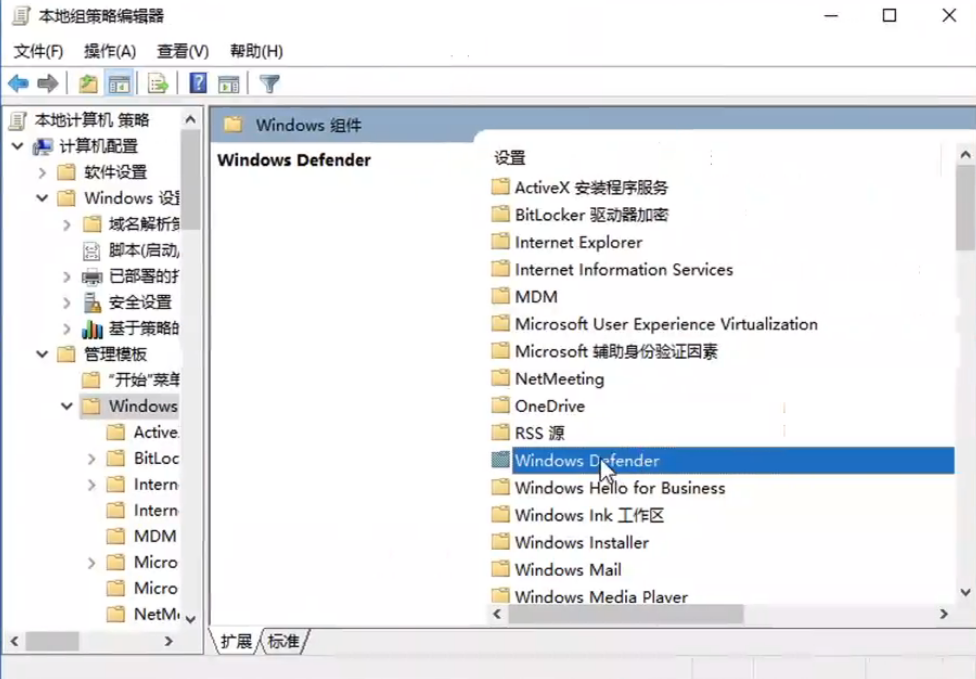 本地组策略编辑器
文件(F) 操作(A) 查看(V) 帮助(H)
本地计算机 策略
计算机配置
软件设置
Windows 设
域名解析策
脚本(启动/
已部署的打
安全设置
基于策略的
管理模板
"开始"菜单
Windows
Active
BitLoc
Intern
Intern
MDM
Micro
Micro
NetM
Windows 组件
Windows Defender
设置
ActiveX 安装程序服务
BitLocker 驱动器加密
Internet Explorer
Internet Information Services
MDM
Microsoft User Experience Virtualization
Microsoft 辅助身份验证因素
NetMeeting
OneDrive
RSS 源
Windows Defender
Windows Hello for Business
Windows Ink 工作区
Windows Installer
Windows Mail
Windows Media Player
扩展 标准